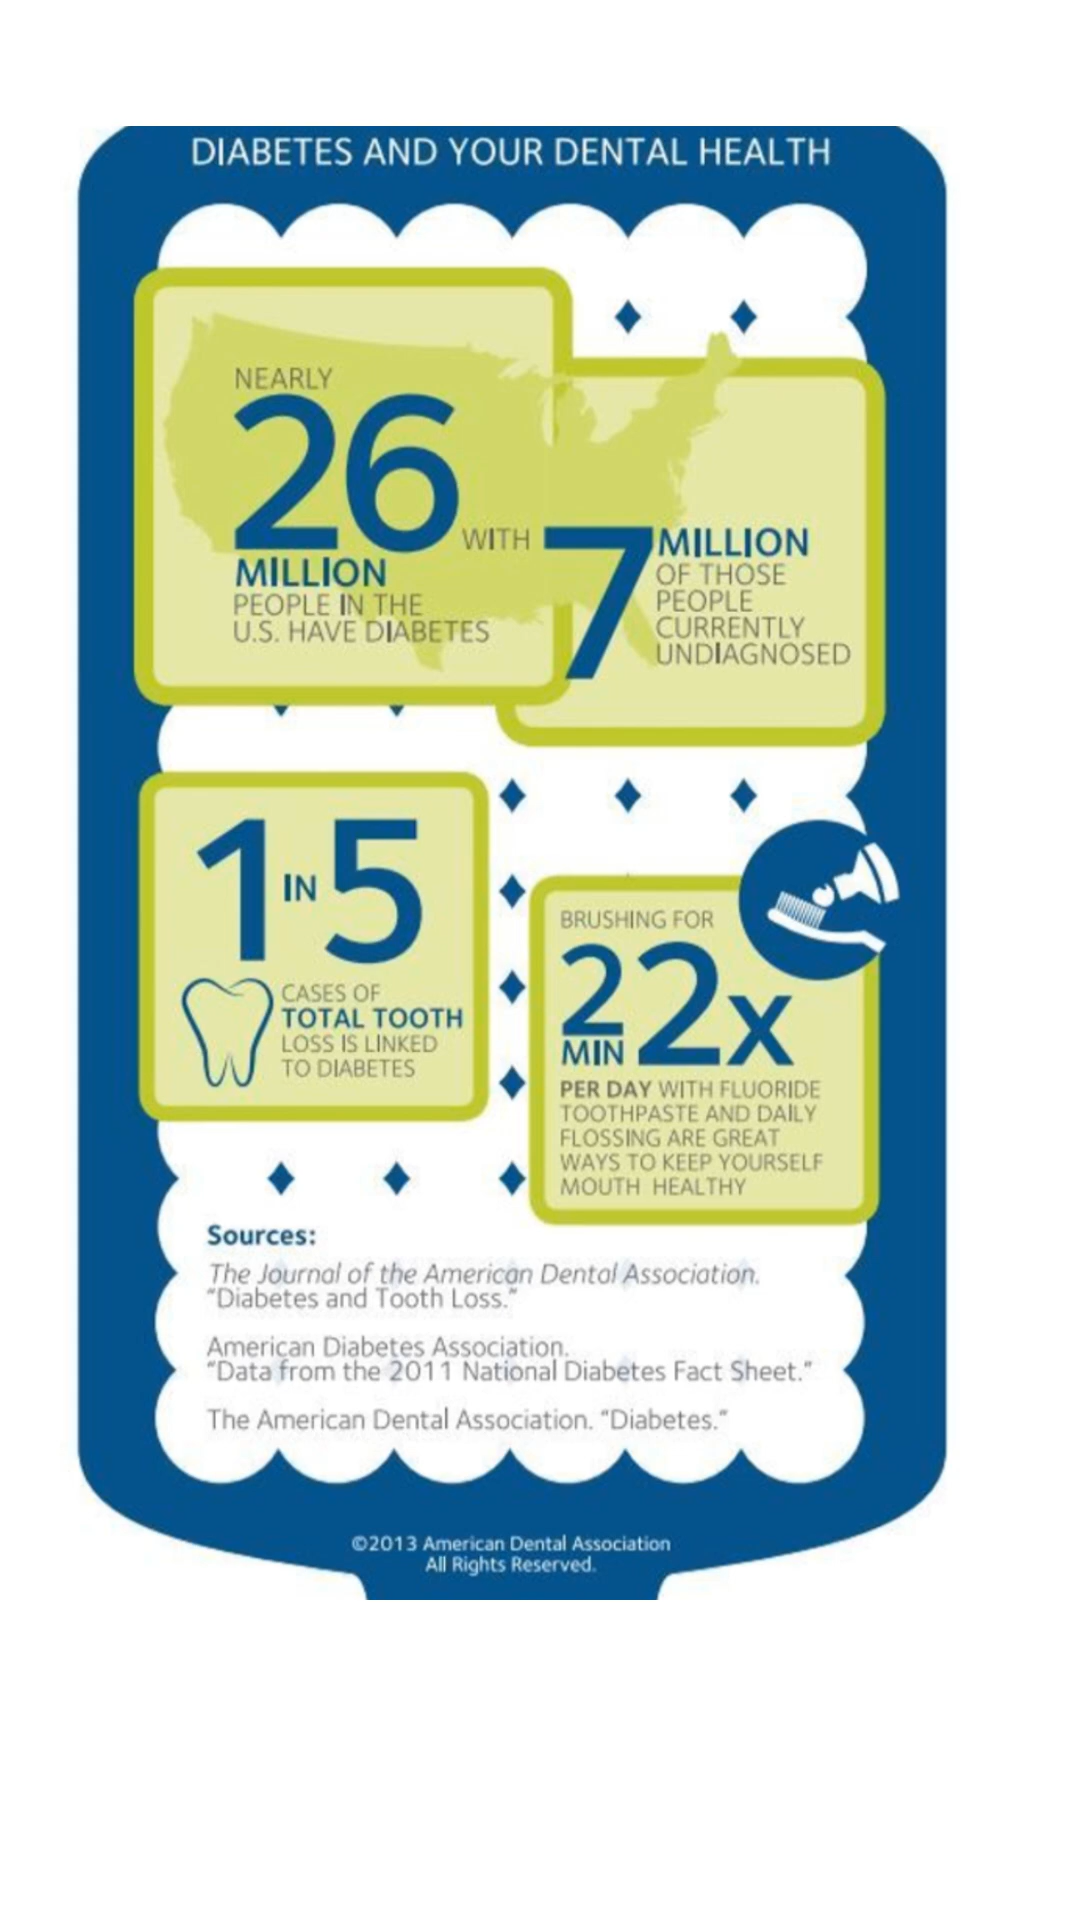 DIABETES AND YOUR DENTAL HEALTH
NEARLY
26
MILLION
PEOPLE IN THE
U.S. HAVE DIABETES
WITH
7
MILLION
OF THOSE
PEOPLE
CURRENTLY
UNDIAGNOSED
1 IN 5
CASES OF
TOTAL TOOTH
LOSS IS LINKED
TO DIABETES
BRUSHING FOR
2 MIN 2x
PER DAY WITH FLUORIDE
TOOTHPASTE AND DAILY
FLOSSING ARE GREAT
WAYS TO KEEP YOURSELF
MOUTH HEALTHY
Sources:
The Journal of the American Dental Association.
“Diabetes and Tooth Loss.”
American Diabetes Association.
“Data from the 2011 National Diabetes Fact Sheet.”
The American Dental Association. “Diabetes.”
©2013 American Dental Association
All Rights Reserved.